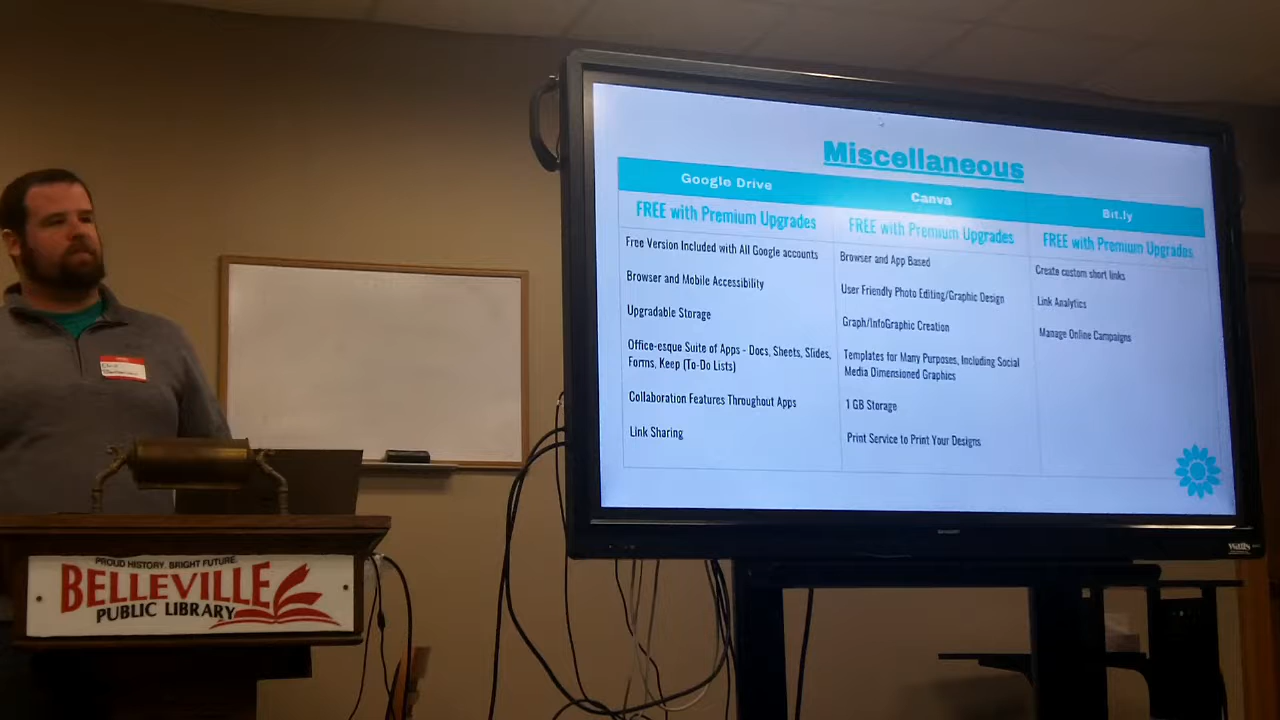 Miscellaneous
Google Drive
Canva
Bit.ly
FREE with Premium Upgrades
FREE with Premium Upgrades
FREE with Premium Upgrades
Free Version Included with All Google accounts
Browser and Mobile Accessibility
Upgradable Storage
Office-esque Suite of Apps - Docs, Sheets, Slides,
Forms, Keep (To-Do Lists)
Collaboration Features Throughout Apps
Link Sharing
Browser and App Based
User Friendly Photo Editing/Graphic Design
Graph/InfoGraphic Creation
Templates for Many Purposes, Including Social
Media Dimensioned Graphics
1 GB Storage
Print Service to Print Your Designs
Create custom short links
Link Analytics
Manage Online Campaigns
PROUD HISTORY. BRIGHT FUTURE.
BELLEVILLE
PUBLIC LIBRARY
SHARP
Watts